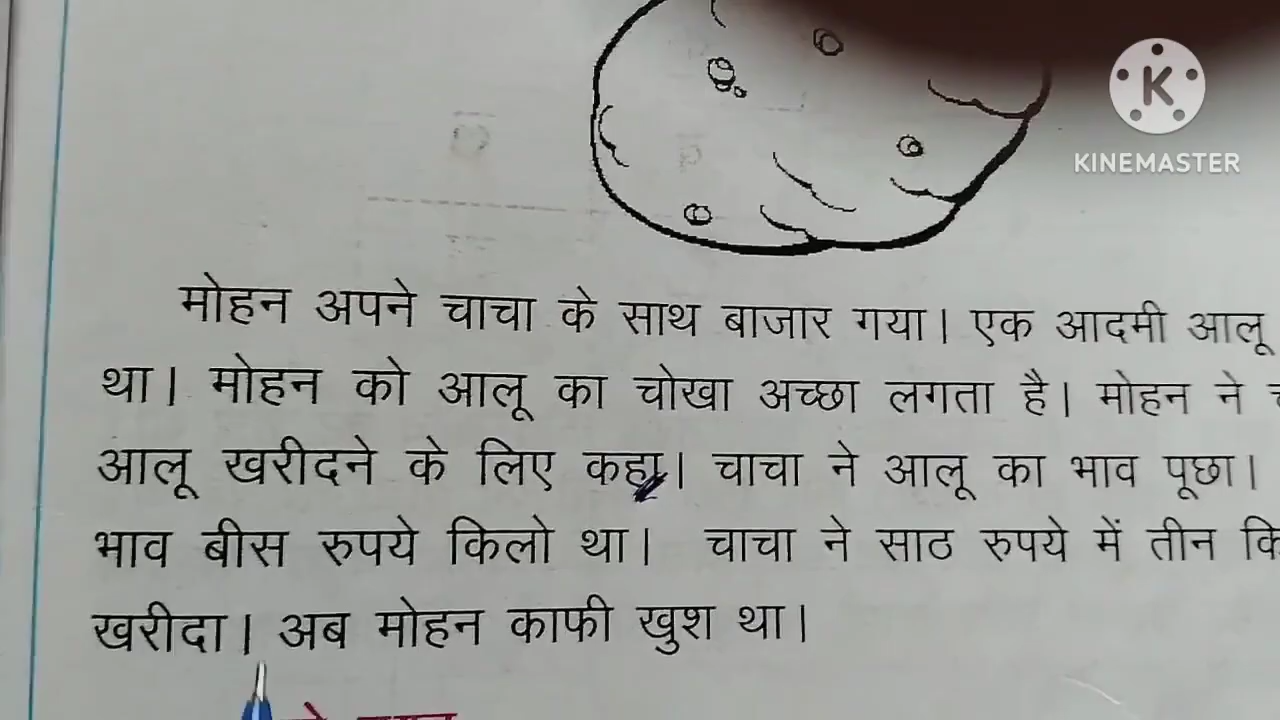 KINEMASTER
मोहन अपने चाचा के साथ बाजार गया। एक आदमी आलू
था। मोहन को आलू का चोखा अच्छा लगता है। मोहन ने
आलू खरीदने के लिए कहा। चाचा ने आलू का भाव पूछा।
भाव बीस रुपये किलो था। चाचा ने साठ रुपये में तीन
खरीदा। अब मोहन काफी खुश था।